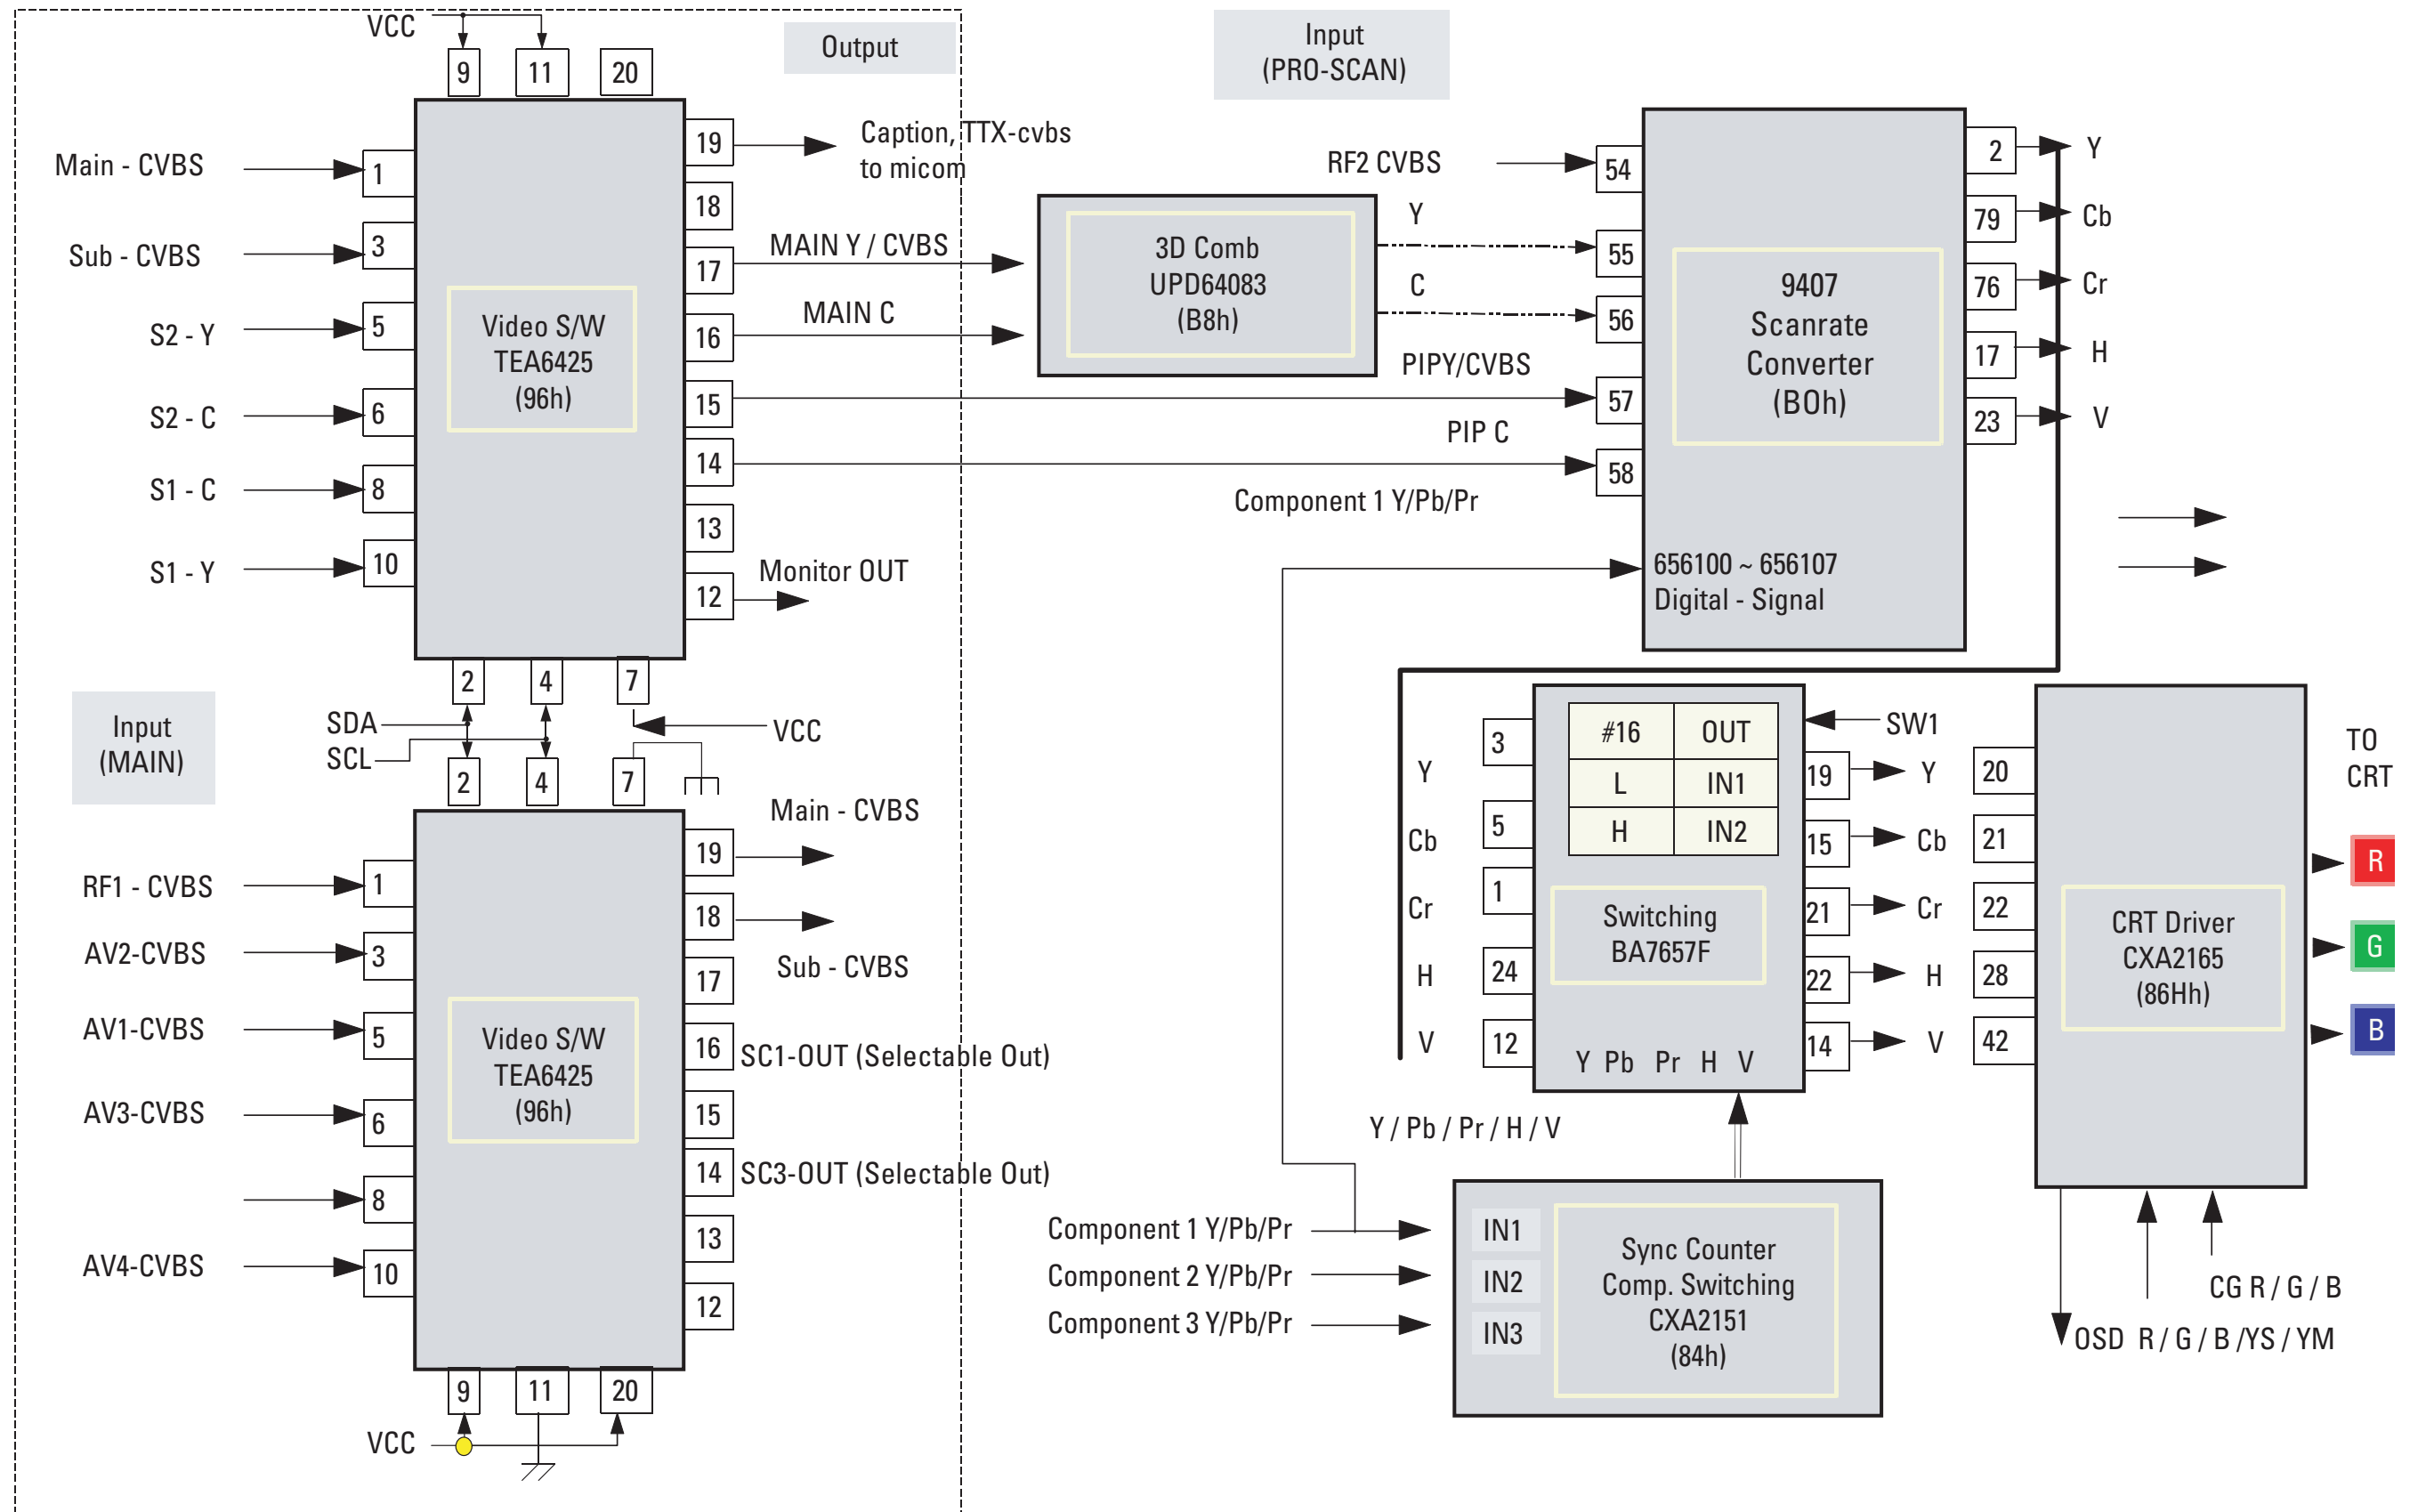 VCC
9
11
20
Output
Input
(PRO-SCAN)
Main - CVBS
Sub - CVBS
S2 - Y
S2 - C
S1 - C
S1 - Y
1
3
5
6
8
10
Video S/W
TEA6425
(96h)
19
18
17
16
15
14
13
12
Caption, TTX-cvbs
to micom
MAIN Y / CVBS
MAIN C
Monitor OUT
3D Comb
UPD64083
(B8h)
RF2 CVBS
Y
C
PIPY/CVBS
PIP C
Component 1 Y/Pb/Pr
54
55
56
57
58
9407
Scanrate
Converter
(BOh)
656100 ~ 656107
Digital - Signal
2
79
76
17
23
Y
Cb
Cr
H
V
2
4
7
Input
(MAIN)
SDA
SCL
VCC
2
4
7
RF1 - CVBS
AV2-CVBS
AV1-CVBS
AV3-CVBS
AV4-CVBS
1
3
5
6
8
10
Video S/W
TEA6425
(96h)
19
18
17
16
15
14
13
12
Main - CVBS
Sub - CVBS
SC1-OUT (Selectable Out)
SC3-OUT (Selectable Out)
9
11
20
VCC
Y
Cb
Cr
H
V
3
5
1
24
12
#16 OUT
L IN1
H IN2
Switching
BA7657F
Y Pb Pr H V
SW1
19
15
21
22
14
Y
Cb
Cr
H
V
20
21
22
28
42
CRT Driver
CXA2165
(86Hh)
TO
CRT
R
G
B
Y / Pb / Pr / H / V
Component 1 Y/Pb/Pr
Component 2 Y/Pb/Pr
Component 3 Y/Pb/Pr
IN1
IN2
IN3
Sync Counter
Comp. Switching
CXA2151
(84h)
CG R / G / B
OSD R / G / B /YS / YM